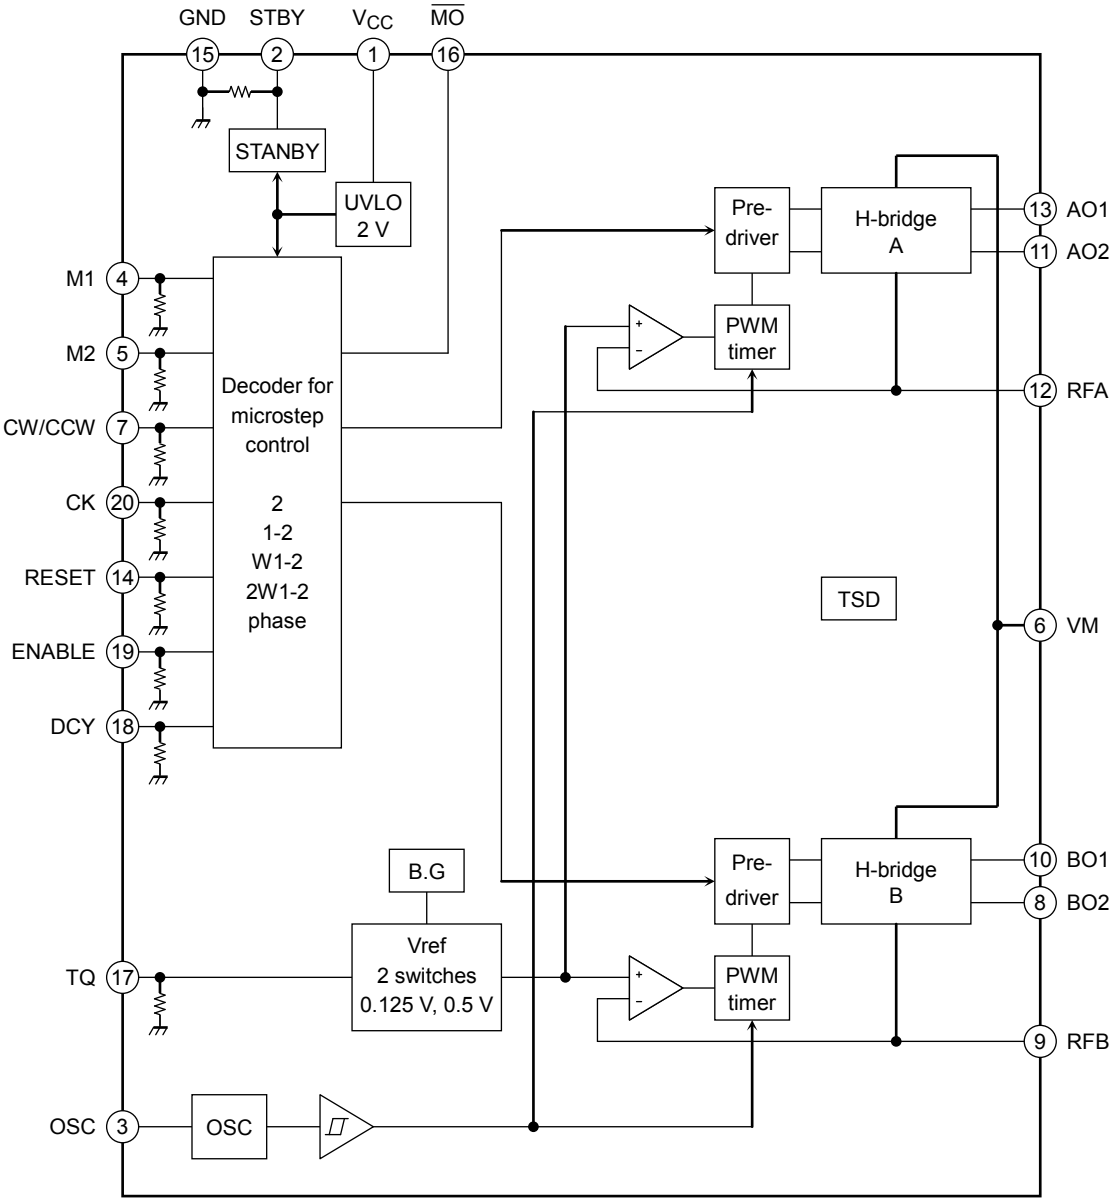 GND STBY VCC MO
15 2 1 16
STANBY
UVLO
2 V
M1 4
M2 5
CW/CCW 7
CK 20
RESET 14
ENABLE 19
DCY 18
Decoder for
microstep
control
2
1-2
W1-2
2W1-2
phase
Pre-
driver
H-bridge
A
13 AO1
11 AO2
+
−
PWM
timer
12 RFA
TSD
6 VM
Pre-
driver
H-bridge
B
10 BO1
8 BO2
B.G
TQ 17
Vref
2 switches
0.125 V, 0.5 V
+
−
PWM
timer
9 RFB
OSC 3
OSC